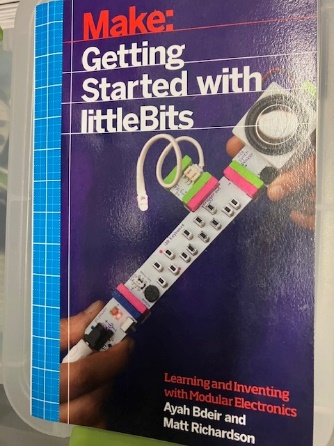 Make:
Getting
Started with
littleBits
Learning and Inventing
with Modular Electronics
Ayah Bdeir and
Matt Richardson